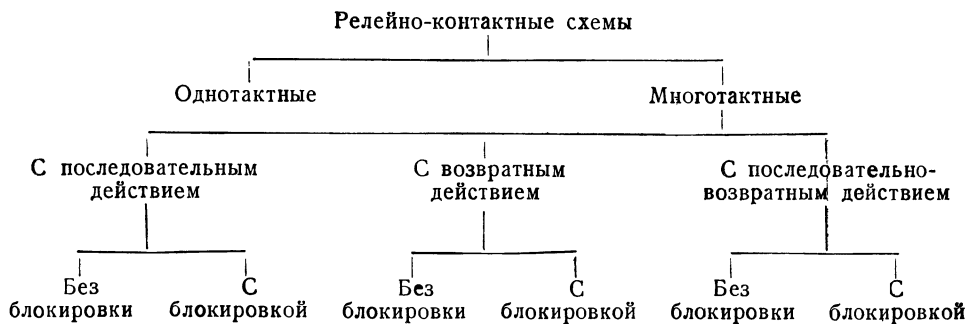 Релейно-контактные схемы
Однотактные
Многотактные
С последовательным
действием
С возвратным
действием
С последовательно-
возвратным действием
Без
блокировки
С
блокировкой
Без
блокировки
С
блокировкой
Без
блокировки
С
блокировкой